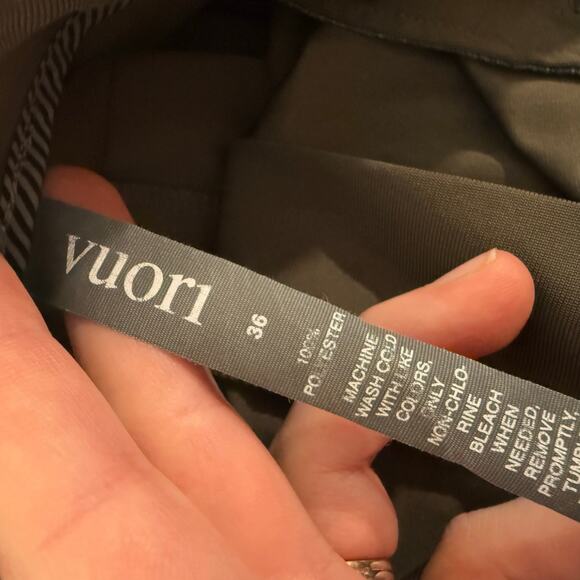 vuori
36
100%
POLYESTER
MACHINE
WASH COLD
WITH LIKE
COLORS.
ONLY
NON-CHLO-
RINE
BLEACH
WHEN
NEEDED.
REMOVE
PROMPTLY